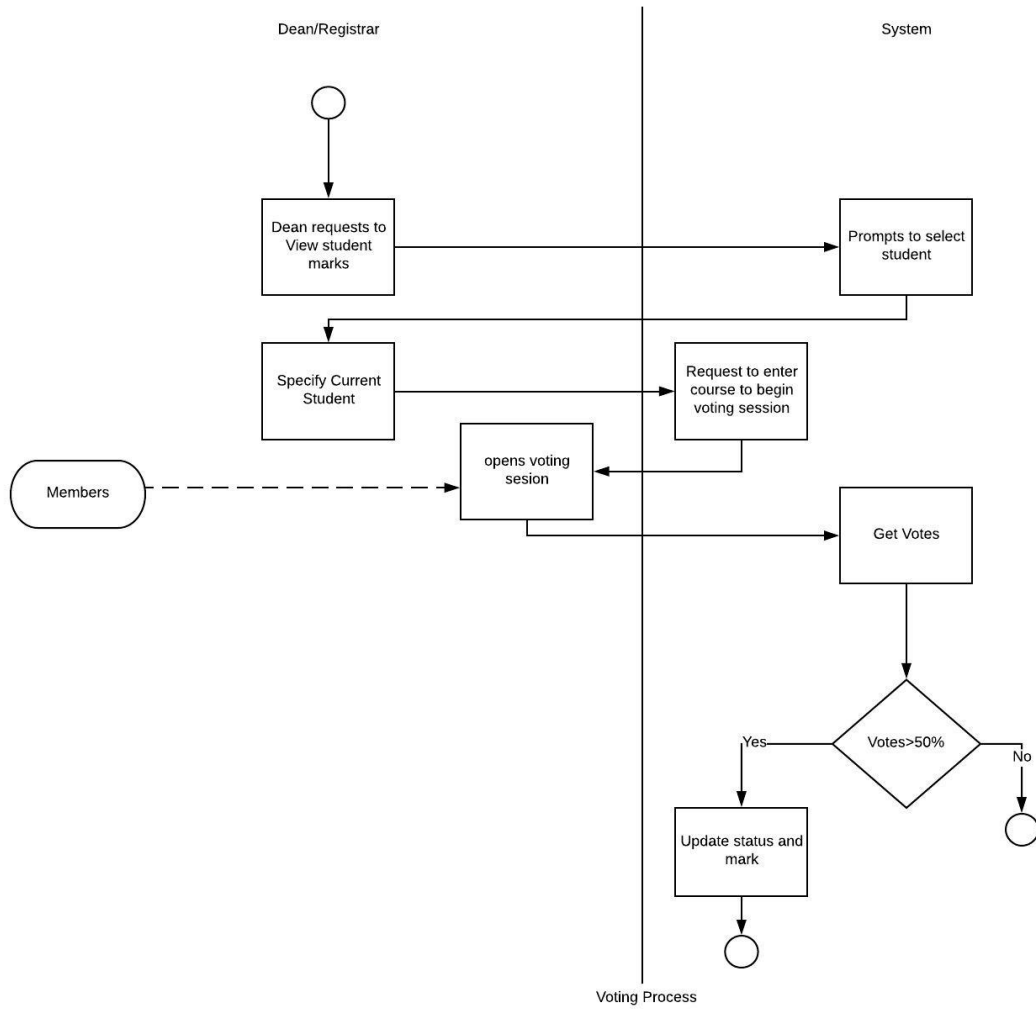 Dean/Registrar
System
Dean requests to
View student
marks
Prompts to select
student
Specify Current
Student
Request to enter
course to begin
voting session
opens voting
sesion
Members
Get Votes
Votes>50%
Yes
No
Update status and
mark
Voting Process